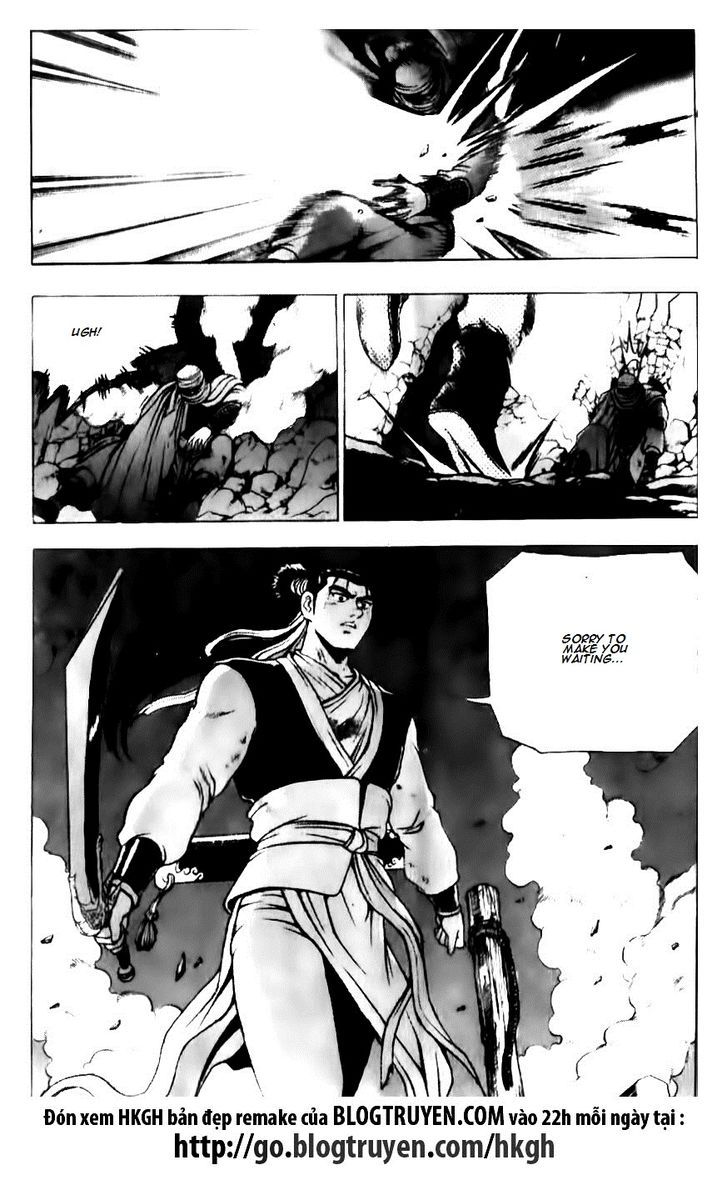 UGH!
SORRY TO
MAKE YOU
WAITING...
Đón xem HKGH bản đẹp remake của BLOGTRUYEN.COM vào 22h mỗi ngày tại :
http://go.blogtruyen.com/hkgh